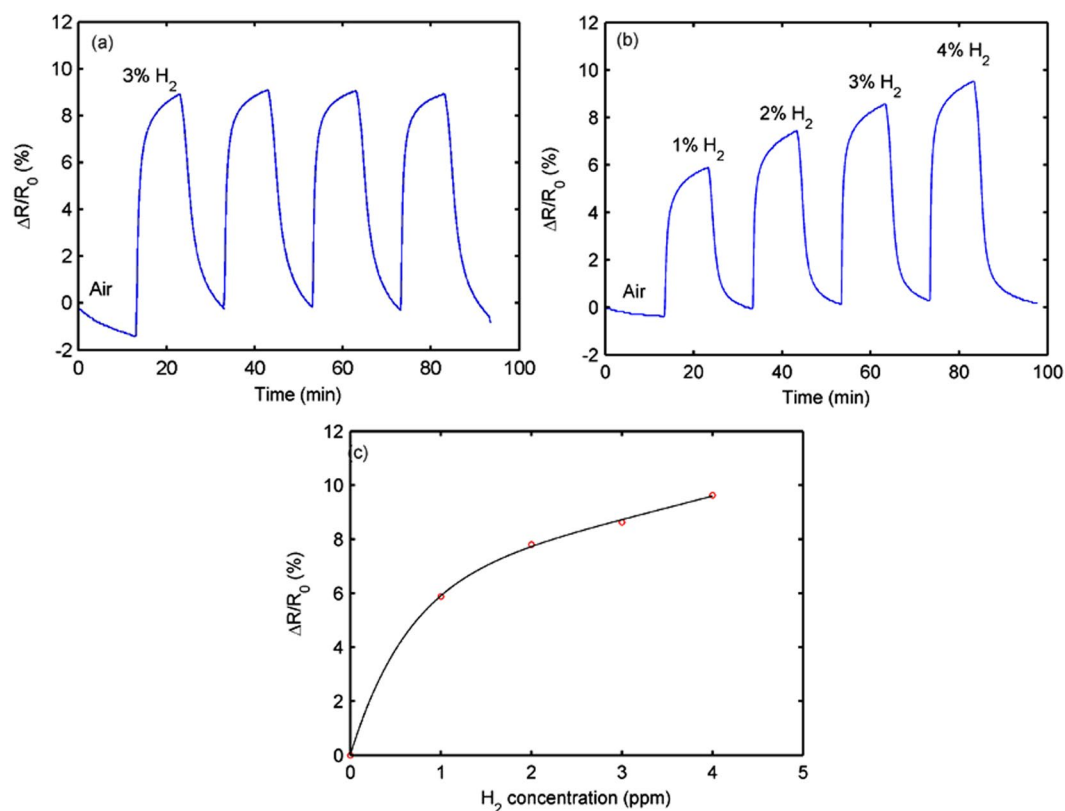 (a)
3% H2
Air
12
10
8
6
4
2
0
-2
ΔR/R0 (%)
0 20 40 60 80 100
Time (min)
(b)
1% H2
2% H2
3% H2
4% H2
Air
12
10
8
6
4
2
0
-2
ΔR/R0 (%)
0 20 40 60 80 100
Time (min)
(c)
12
10
8
6
4
2
0
ΔR/R0 (%)
0 1 2 3 4 5
H2 concentration (ppm)